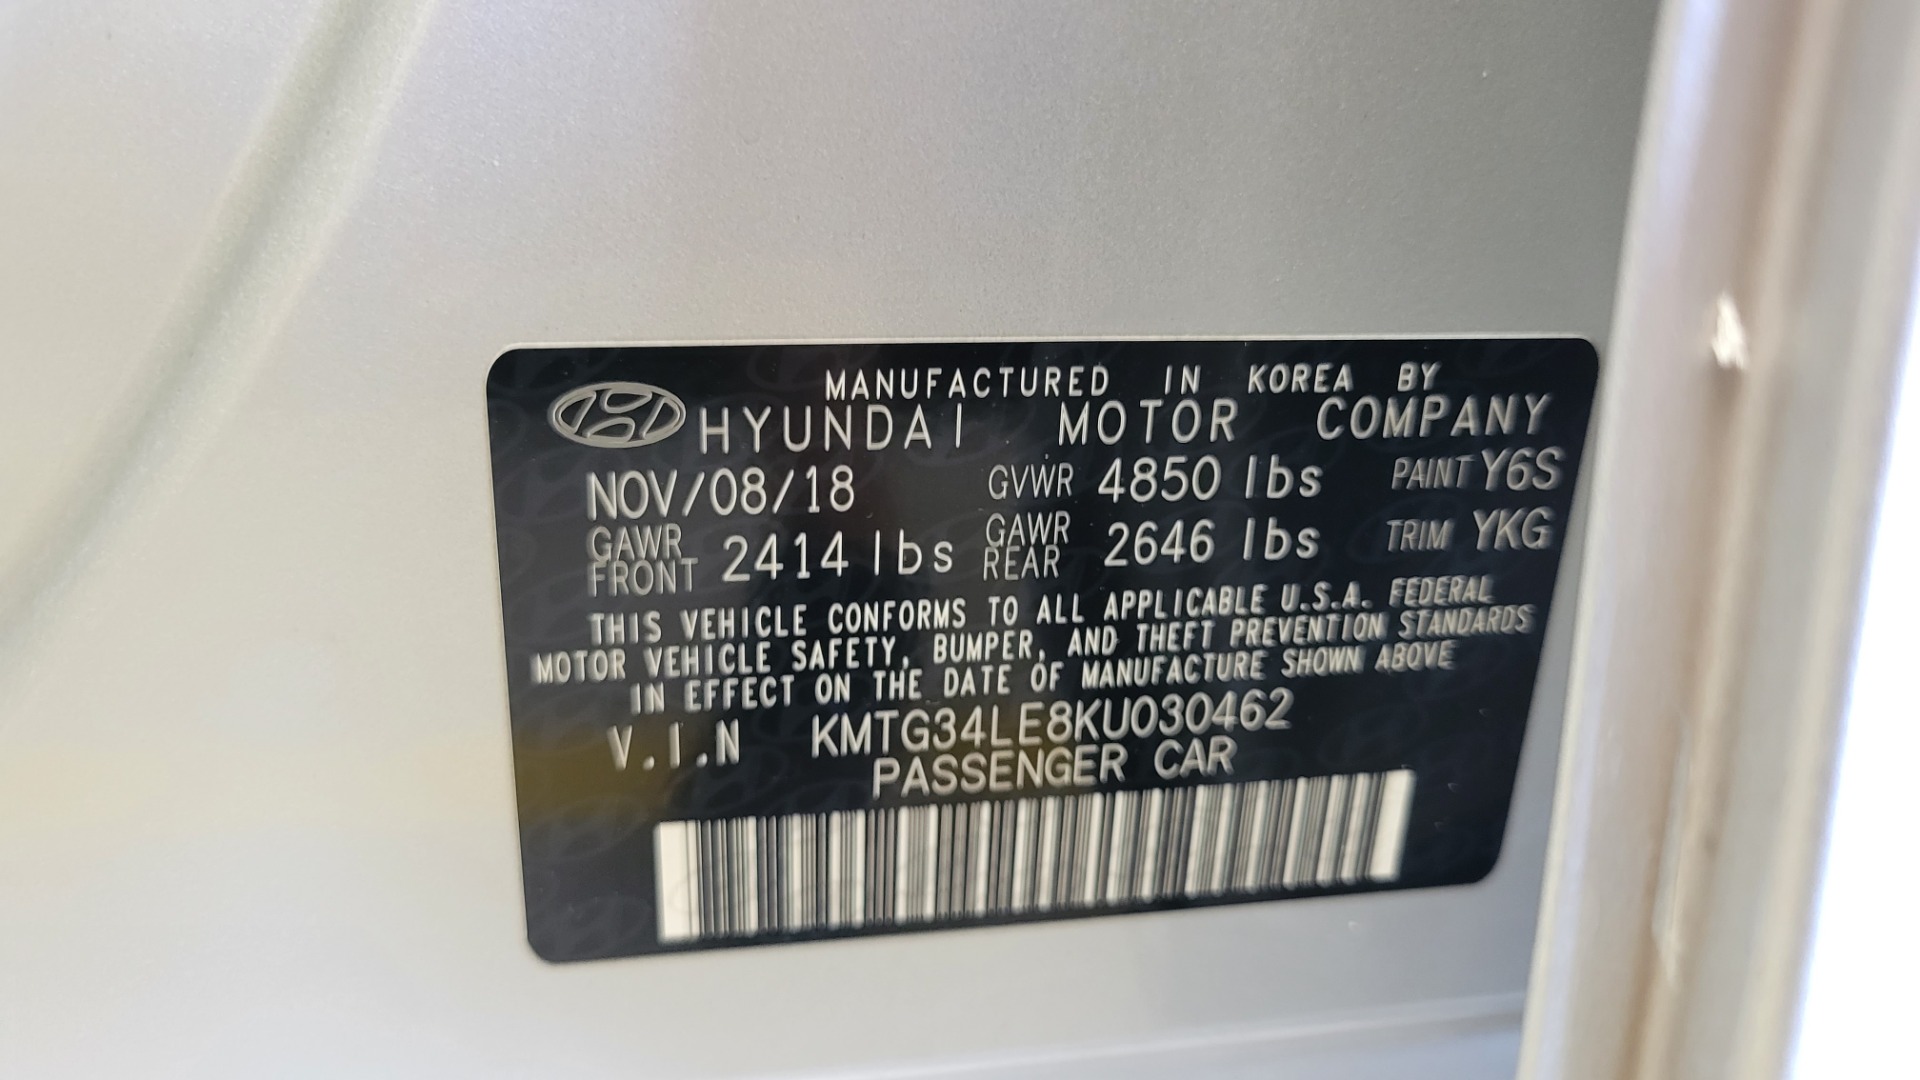 MANUFACTURED IN KOREA BY
HYUNDAI MOTOR COMPANY
NOV/08/18 GVWR 4850 lbs PAINT Y6S
GAWR FRONT 2414 lbs GAWR REAR 2646 lbs TRIM YKG
THIS VEHICLE CONFORMS TO ALL APPLICABLE U.S.A. FEDERAL
MOTOR VEHICLE SAFETY, BUMPER, AND THEFT PREVENTION STANDARDS
IN EFFECT ON THE DATE OF MANUFACTURE SHOWN ABOVE
V.I.N KMTG34LE8KU030462
PASSENGER CAR